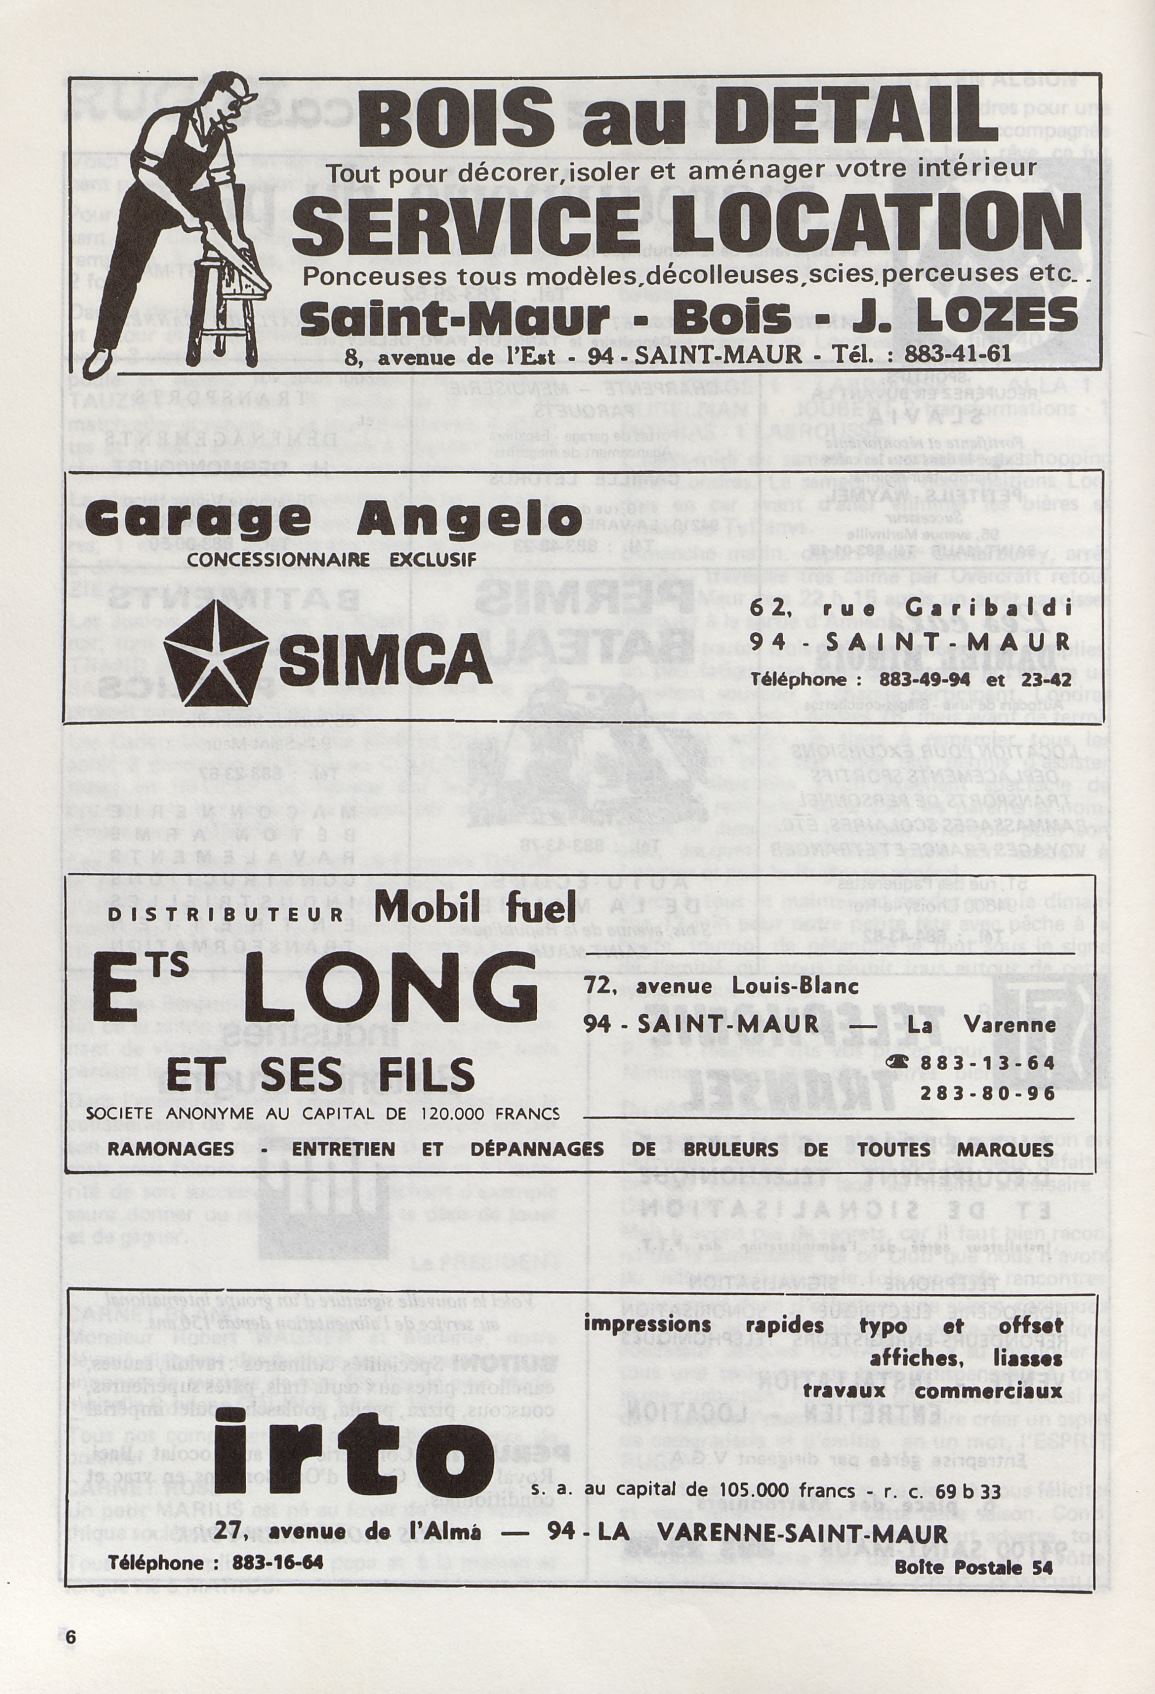 BOIS au DETAIL
Tout pour décorer, isoler et aménager votre intérieur
SERVICE LOCATION
Ponceuses tous modèles, décolleuses, scies, perceuses etc..
Saint-Maur - Bois - J. LOZES
8, avenue de l'Est - 94 - SAINT-MAUR - Tél. : 883-41-61
Garage Angelo
CONCESSIONNAIRE EXCLUSIF
SIMCA
62, rue Garibaldi
94 - SAINT-MAUR
Téléphone : 883-49-94 et 23-42
DISTRIBUTEUR Mobil fuel
ETS LONG
ET SES FILS
SOCIETE ANONYME AU CAPITAL DE 120.000 FRANCS
72, avenue Louis-Blanc
94 - SAINT-MAUR — La Varenne
☎ 883-13-64
283-80-96
RAMONAGES - ENTRETIEN ET DÉPANNAGES DE BRULEURS DE TOUTES MARQUES
impressions rapides typo et offset
affiches, liasses
travaux commerciaux
irto
s. a. au capital de 105.000 francs - r. c. 69 b 33
27, avenue de l'Alma — 94 - LA VARENNE-SAINT-MAUR
Téléphone : 883-16-64
Boîte Postale 54
6